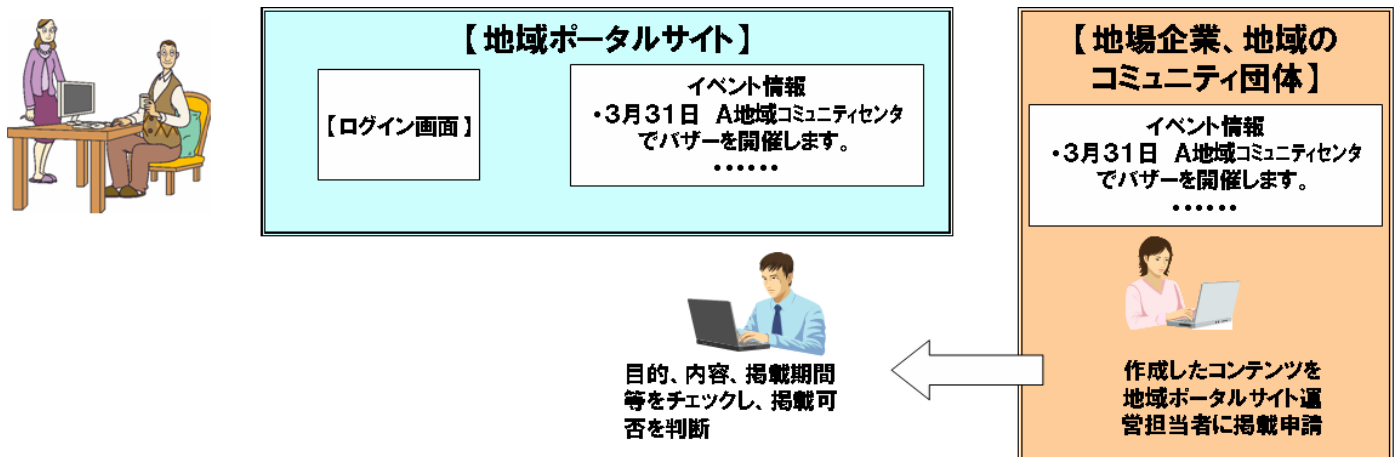 【地域ポータルサイト】
【ログイン画面】
イベント情報
・3月31日　A地域コミュニティセンタ
でバザーを開催します。
・・・・・・
【地場企業、地域の
コミュニティ団体】
イベント情報
・3月31日　A地域コミュニティセンタ
でバザーを開催します。
・・・・・・
目的、内容、掲載期間
等をチェックし、掲載可
否を判断
作成したコンテンツを
地域ポータルサイト運
営担当者に掲載申請